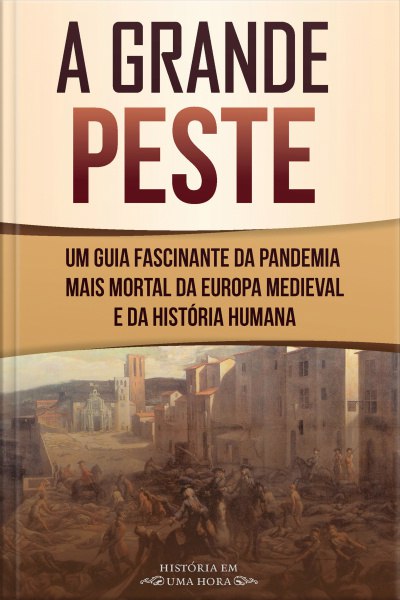 A GRANDE
PESTE
UM GUIA FASCINANTE DA PANDEMIA
MAIS MORTAL DA EUROPA MEDIEVAL
E DA HISTÓRIA HUMANA
HISTÓRIA EM
UMA HORA